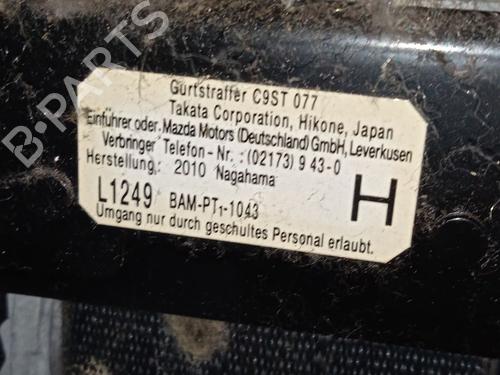 B-PARTS
Gurtstraffer C9ST 077
Takata Corporation, Hikone, Japan
Einführer oder Mazda Motors (Deutschland) GmbH, Leverkusen
Verbringer Telefon-Nr. : (02173) 9 43-0
Herstellung : 2010 Nagahama
L1249 BAM-PT1-1043 H
Umgang nur durch geschultes Personal erlaubt.